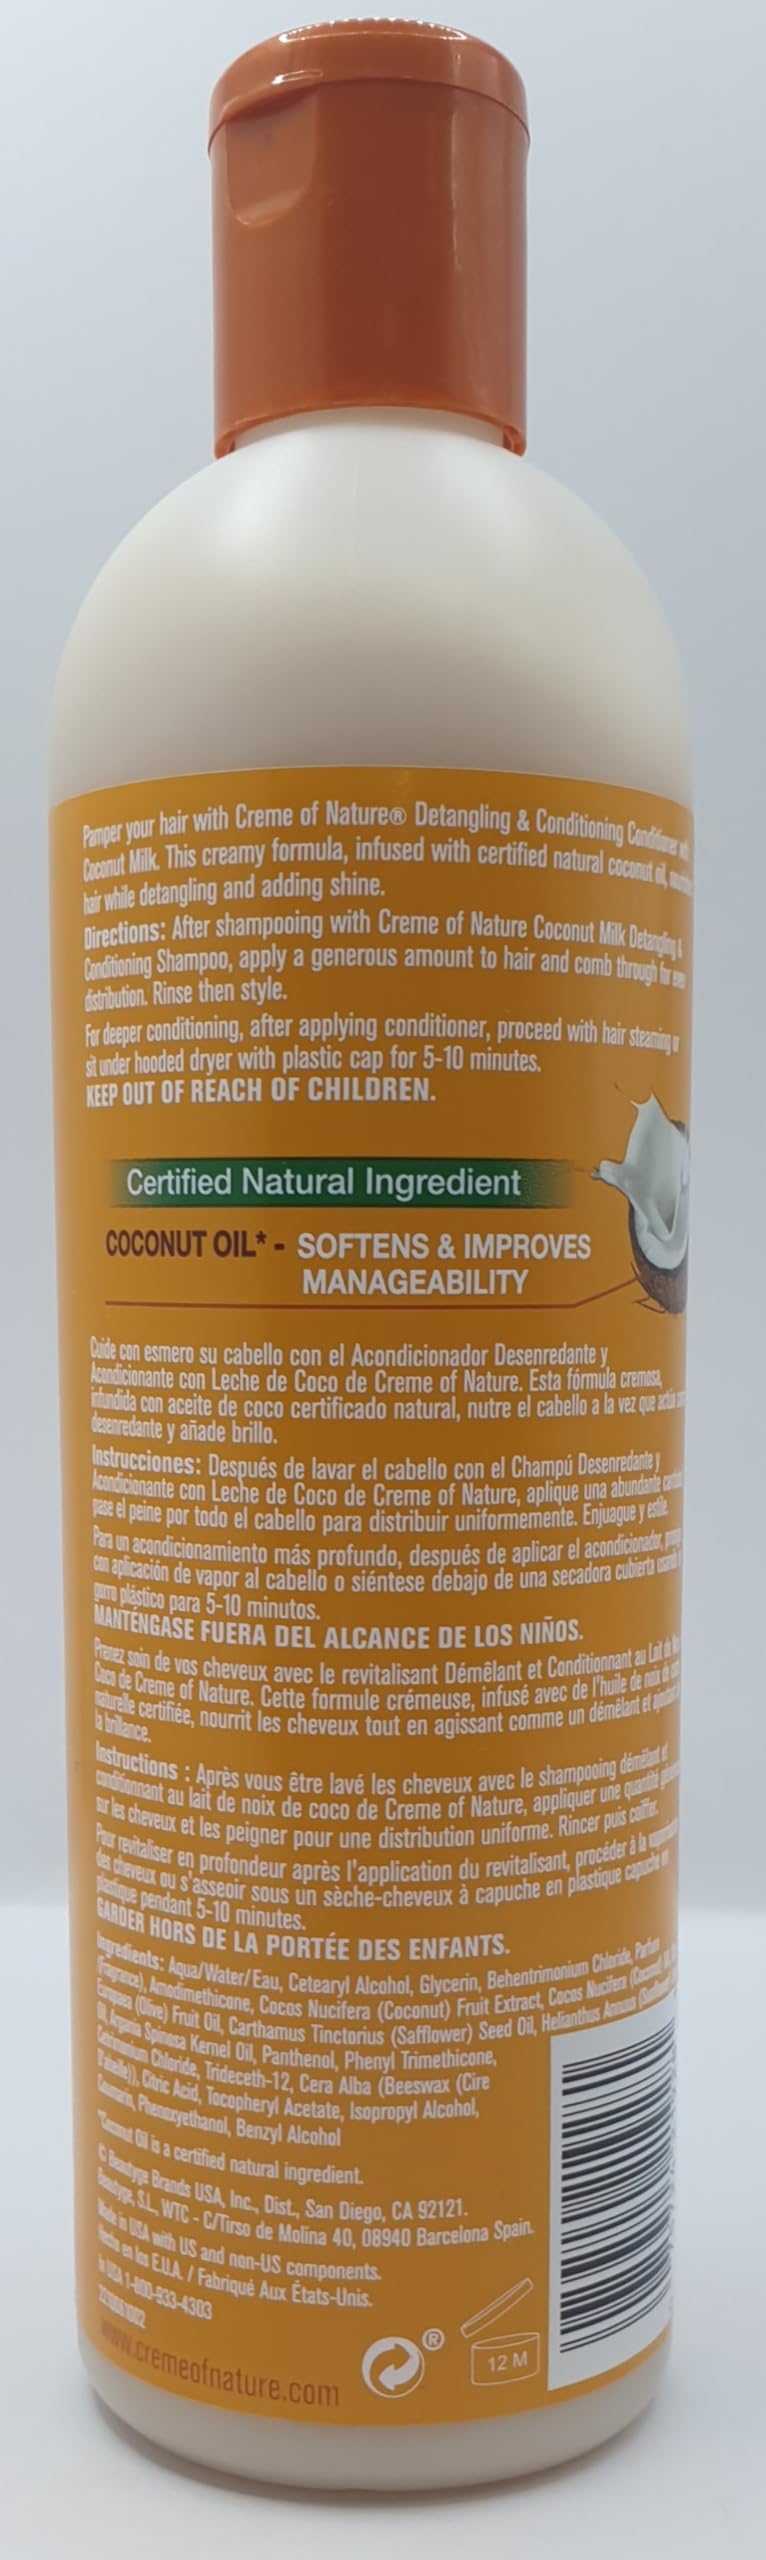 Pamper your hair with Creme of Nature® Detangling & Conditioning Conditioner with
Coconut Milk. This creamy formula, infused with certified natural coconut oil,
hair while detangling and adding shine.
Directions: After shampooing with Creme of Nature Coconut Milk Detangling &
Conditioning Shampoo, apply a generous amount to hair and comb through for even
distribution. Rinse then style.
For deeper conditioning, after applying conditioner, proceed with hair steaming or
sit under hooded dryer with plastic cap for 5-10 minutes.
KEEP OUT OF REACH OF CHILDREN.
Certified Natural Ingredient
COCONUT OIL* - SOFTENS & IMPROVES
MANAGEABILITY
Cuide con esmero su cabello con el Acondicionador Desenredante y
Acondicionante con Leche de Coco de Creme of Nature. Esta fórmula cremosa,
infundida con aceite de coco certificado natural, nutre el cabello a la vez que actúa
desenredante y añade brillo.
Instrucciones: Después de lavar el cabello con el Champú Desenredante y
Acondicionante con Leche de Coco de Creme of Nature, aplique una abundante
pase el peine por todo el cabello para distribuir uniformemente. Enjuague y estile.
Para un acondicionamiento más profundo, después de aplicar el acondicionador,
con aplicación de vapor al cabello o siéntese debajo de una secadora cubierta
gorro plástico para 5-10 minutos.
MANTÉNGASE FUERA DEL ALCANCE DE LOS NIÑOS.
Prenez soin de vos cheveux avec le revitalisant Démêlant et Conditionnant au Lait de
Coco de Creme of Nature. Cette formule crémeuse, infusé avec de l'huile de noix de
naturelle certifiée, nourrit les cheveux tout en agissant comme un démêlant et
la brillance.
Instructions : Après vous être lavé les cheveux avec le shampooing démêlant et
conditionnant au lait de noix de coco de Creme of Nature, appliquer une quantité
sur les cheveux et les peigner pour une distribution uniforme. Rincer puis coiffer.
Pour revitaliser en profondeur après l'application du revitalisant, procéder à la
des cheveux ou s'asseoir sous un sèche-cheveux à capuche en plastique capuche en
plastique pendant 5-10 minutes.
GARDER HORS DE LA PORTÉE DES ENFANTS.
Ingredients: Aqua/Water/Eau, Cetearyl Alcohol, Glycerin, Behentrimonium Chloride, Parfum
(Fragrance), Amodimethicone, Cocos Nucifera (Coconut) Fruit Extract, Cocos Nucifera (Coconut)
Europaea (Olive) Fruit Oil, Carthamus Tinctorius (Safflower) Seed Oil, Helianthus Annuus
Oil, Argania Spinosa Kernel Oil, Panthenol, Phenyl Trimethicone,
Cetrimonium Chloride, Trideceth-12, Cera Alba (Beeswax (Cire
D'abeille)), Citric Acid, Tocopheryl Acetate, Isopropyl Alcohol,
Coumarin, Phenoxyethanol, Benzyl Alcohol
*Coconut Oil is a certified natural ingredient.
© Beautyge Brands USA, Inc., Dist., San Diego, CA 92121.
Beautyge, S.L., WTC - C/Tirso de Molina 40, 08940 Barcelona Spain.
Made in USA with US and non-US components.
Hecho en los E.U.A. / Fabriqué Aux États-Unis.
In USA 1-800-933-4303
www.cremeofnature.com
®
12 M